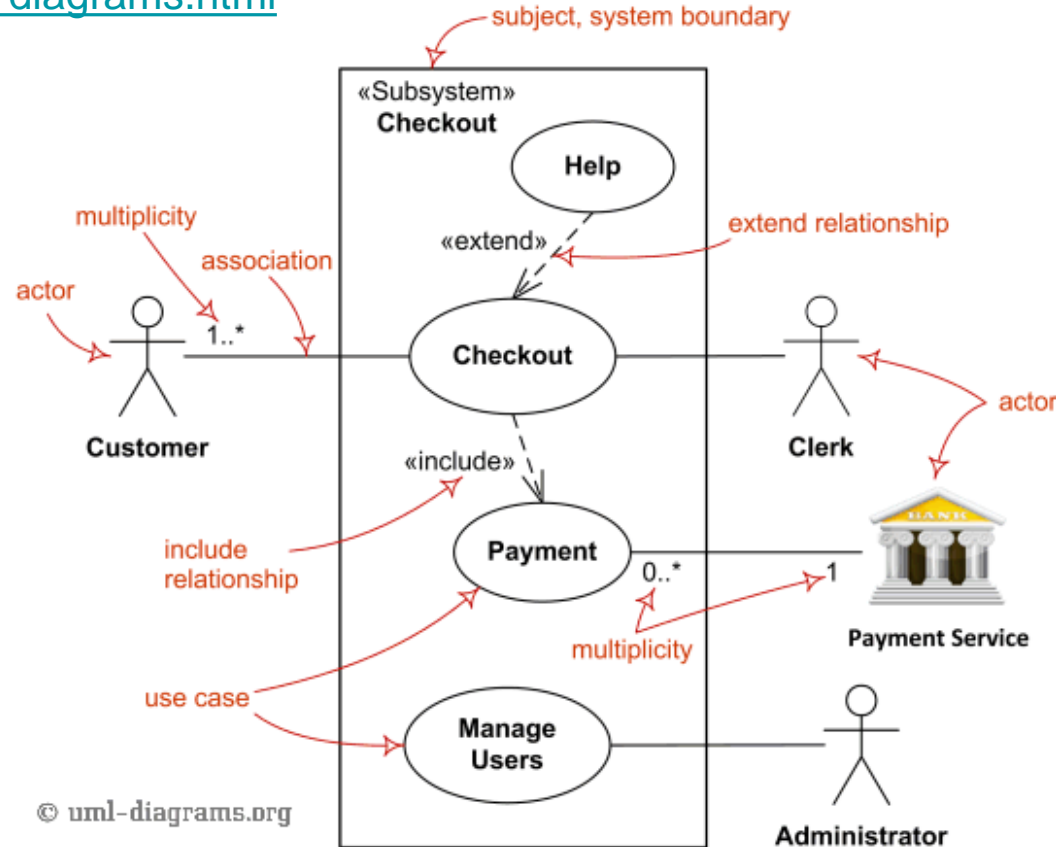 diagrams.html
subject, system boundary
«Subsystem»
Checkout
Help
multiplicity
«extend»
extend relationship
association
actor
1..*
Checkout
actor
Customer
Clerk
«include»
BANK
include
relationship
Payment
0..*
1
multiplicity
Payment Service
use case
Manage
Users
© uml-diagrams.org
Administrator